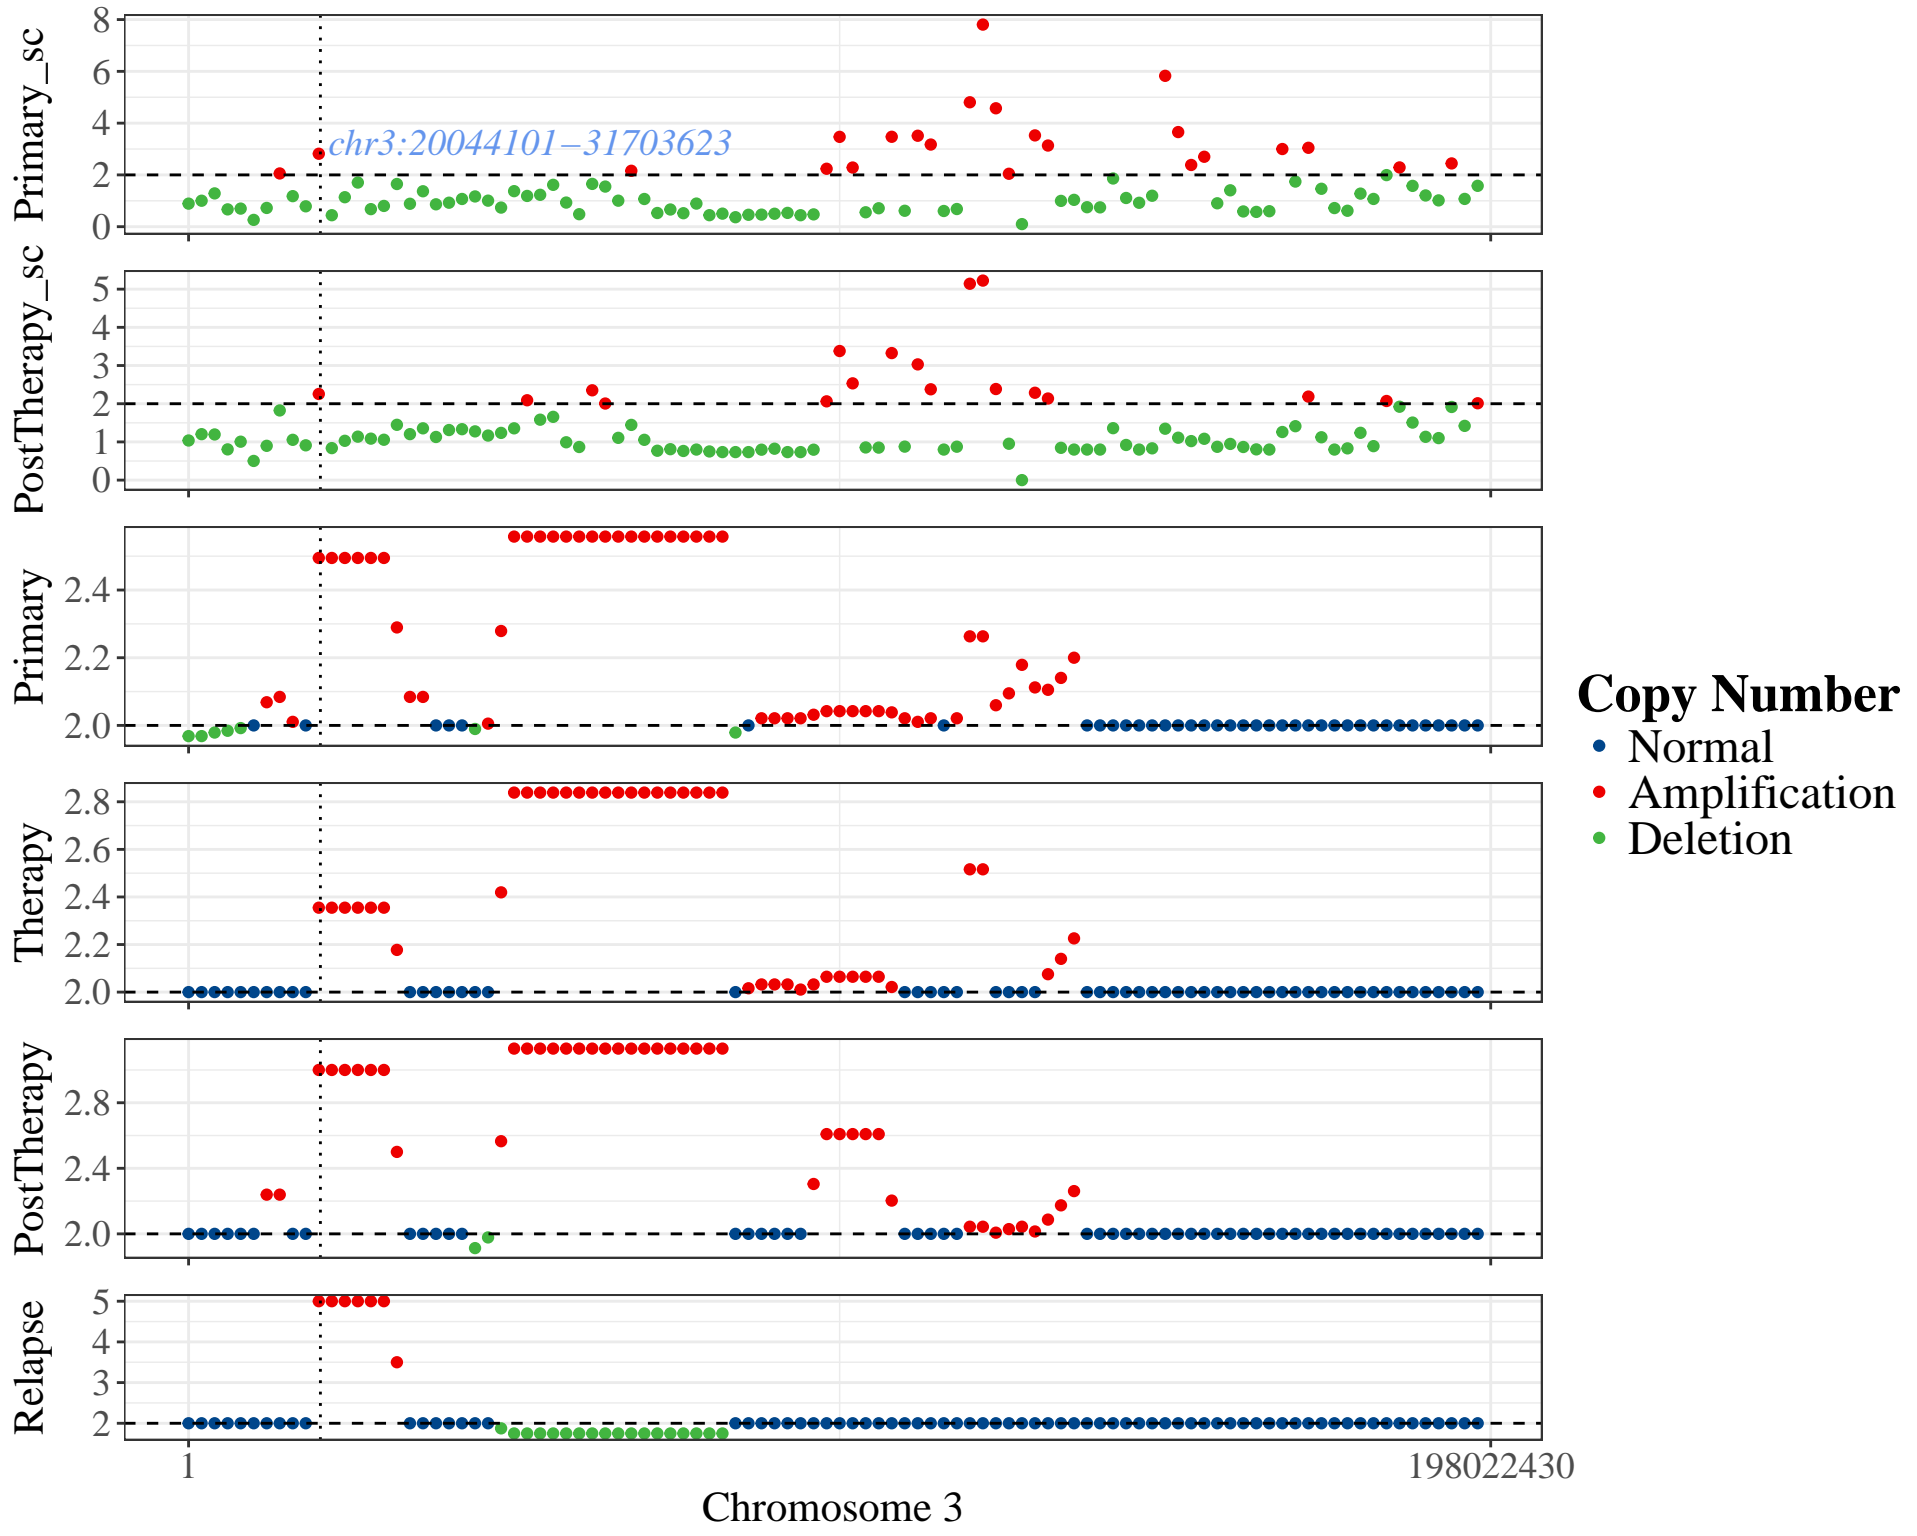 Primary_sc
8
6
4
2
0
chr3:20044101−31703623
PostTherapy_sc
5
4
3
2
1
0
Primary
2.4
2.2
2.0
Therapy
2.8
2.6
2.4
2.2
2.0
PostTherapy
2.8
2.4
2.0
Relapse
5
4
3
2
1
198022430
Chromosome 3
Copy Number
Normal
Amplification
Deletion